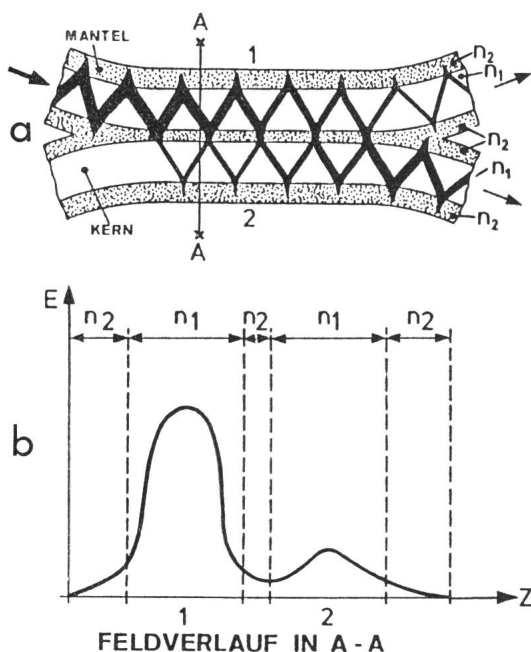 A
MANTEL
1
n2
n1
a
n2
n1
KERN
2
n2
A
E
n2 n1 n2 n1 n2
b
Z
1 2
FELDVERLAUF IN A-A